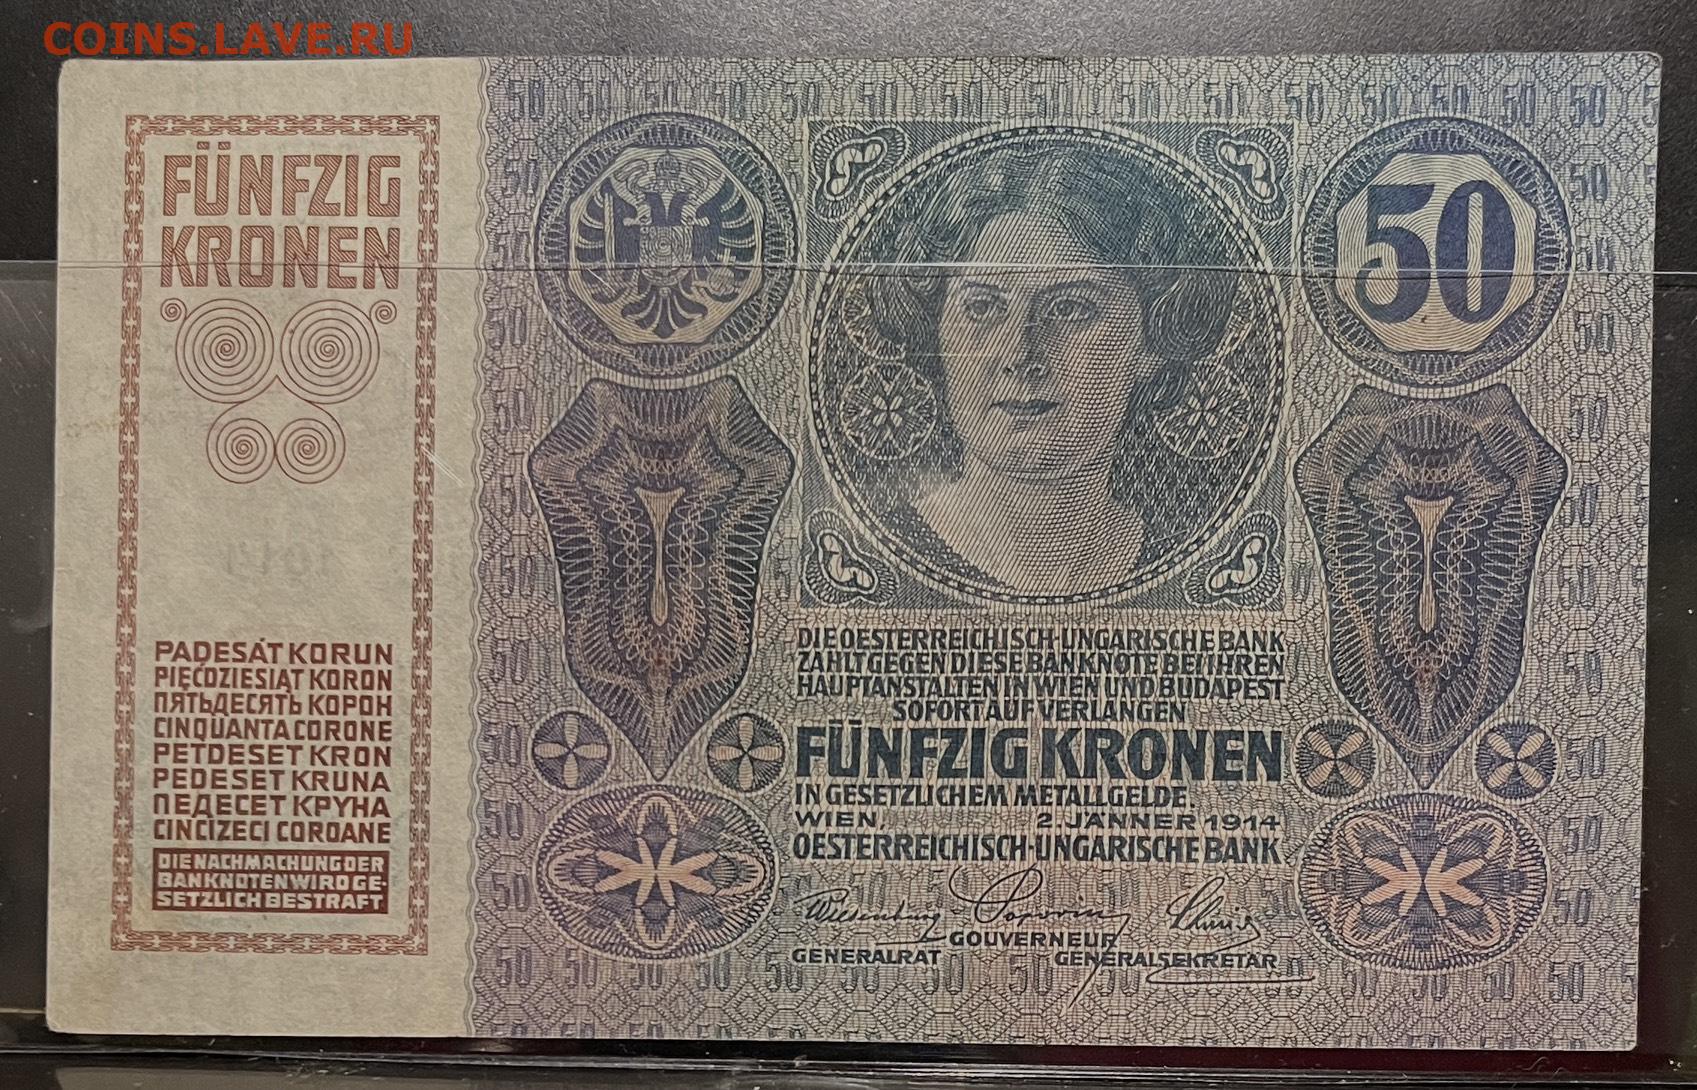 COINS.LAVE.RU
FÜNFZIG
KRONEN
PADESÁT KORUN
PIĘĆDZIESIĄT KORON
ПЯТЬДЕСЯТЬ КОРОН
CINQUANTA CORONE
PETDESET KRON
PEDESET KRUNA
ПЕДЕСЕТ КРУНА
CINCIZECI COROANE
DIE NACHMACHUNG DER
BANKNOTEN WIRD GE-
SETZLICH BESTRAFT
50
DIE OESTERREICHISCH-UNGARISCHE BANK
ZAHLT GEGEN DIESE BANKNOTE BEI IHREN
HAUPTANSTALTEN IN WIEN UND BUDAPEST
SOFORT AUF VERLANGEN
FÜNFZIG KRONEN
IN GESETZLICHEM METALLGELDE.
WIEN, 2. JÄNNER 1914
OESTERREICHISCH-UNGARISCHE BANK
GOUVERNEUR
GENERALRAT GENERALSEKRETÄR